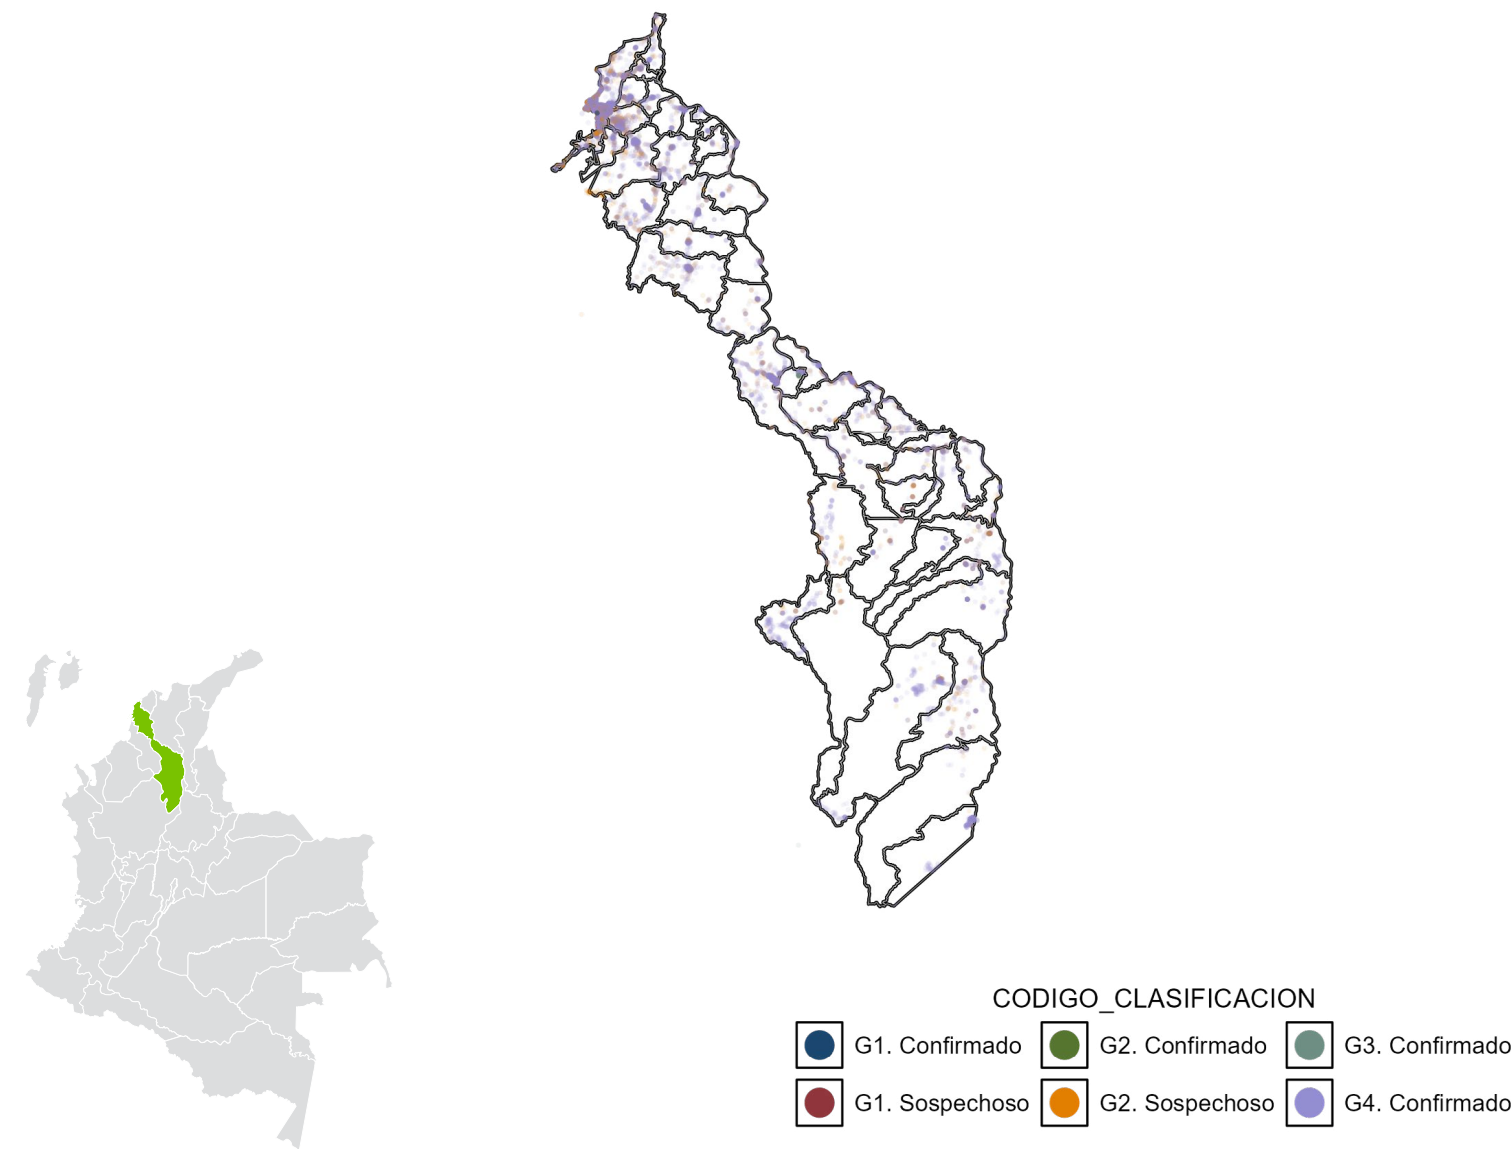 CODIGO_CLASIFICACION
G1. Confirmado G2. Confirmado G3. Confirmado
G1. Sospechoso G2. Sospechoso G4. Confirmado